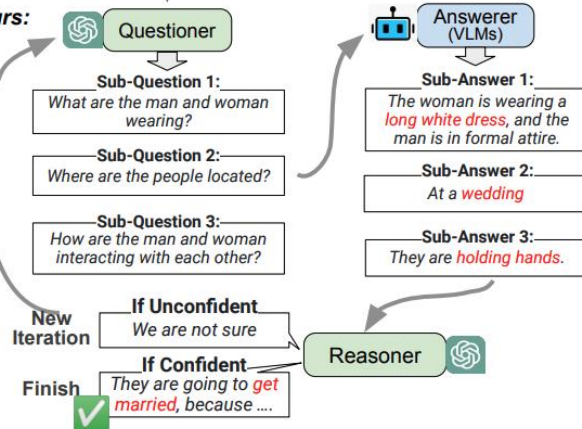 urs:
Questioner
Answerer
(VLMs)
Sub-Question 1:
What are the man and woman
wearing?
Sub-Question 2:
Where are the people located?
Sub-Question 3:
How are the man and woman
interacting with each other?
Sub-Answer 1:
The woman is wearing a
long white dress, and the
man is in formal attire.
Sub-Answer 2:
At a wedding
Sub-Answer 3:
They are holding hands.
New
Iteration
If Unconfident
We are not sure
Reasoner
Finish
If Confident
They are going to get
married, because ....